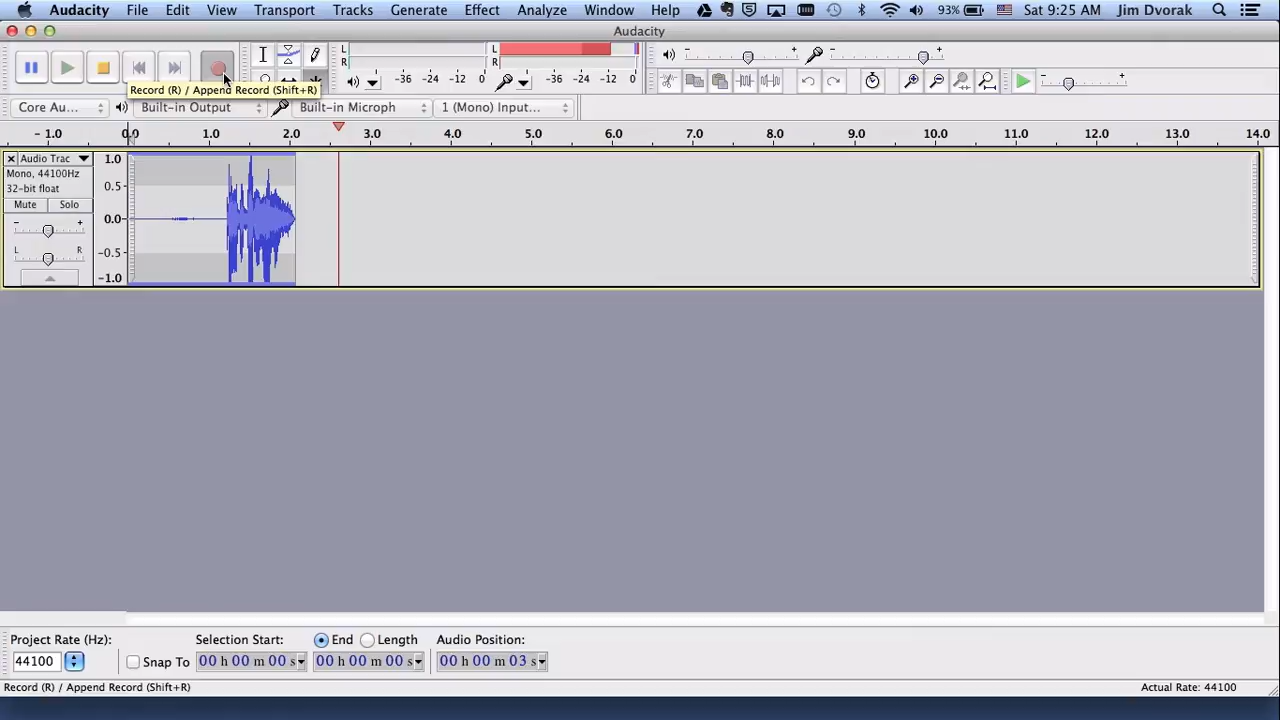 Audacity File Edit View Transport Tracks Generate Effect Analyze Window Help 93% Sat 9:25 AM Jim Dvorak
Audacity
L R -36 -24 -12 0 L R -36 -24 -12 0
Record (R) / Append Record (Shift+R)
Core Au... Built-in Output Built-in Microph 1 (Mono) Input...
- 1.0 0.0 1.0 2.0 3.0 4.0 5.0 6.0 7.0 8.0 9.0 10.0 11.0 12.0 13.0 14.0
Audio Trac 1.0
Mono, 44100Hz
32-bit float 0.5
Mute Solo
- + 0.0
L R -0.5
-1.0
Project Rate (Hz): Selection Start: End Length Audio Position:
44100 Snap To 00 h 00 m 00 s 00 h 00 m 00 s 00 h 00 m 03 s
Record (R) / Append Record (Shift+R) Actual Rate: 44100